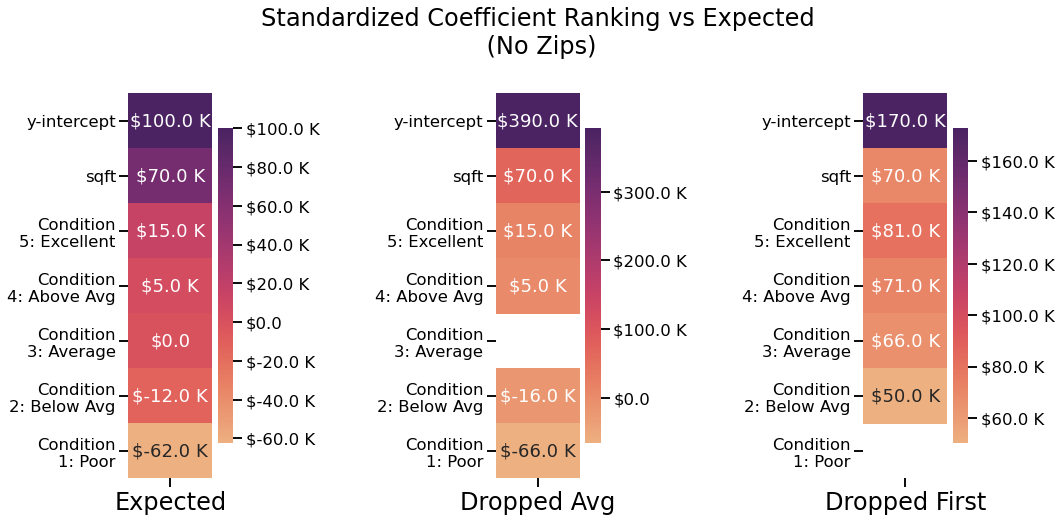 Standardized Coefficient Ranking vs Expected
(No Zips)
y-intercept
sqft
Condition
5: Excellent
Condition
4: Above Avg
Condition
3: Average
Condition
2: Below Avg
Condition
1: Poor
$100.0 K
$70.0 K
$15.0 K
$5.0 K
$0.0
$-12.0 K
$-62.0 K
Expected
$100.0 K
$80.0 K
$60.0 K
$40.0 K
$20.0 K
$0.0
$-20.0 K
$-40.0 K
$-60.0 K
y-intercept
sqft
Condition
5: Excellent
Condition
4: Above Avg
Condition
3: Average
Condition
2: Below Avg
Condition
1: Poor
$390.0 K
$70.0 K
$15.0 K
$5.0 K
$-16.0 K
$-66.0 K
Dropped Avg
$300.0 K
$200.0 K
$100.0 K
$0.0
y-intercept
sqft
Condition
5: Excellent
Condition
4: Above Avg
Condition
3: Average
Condition
2: Below Avg
Condition
1: Poor
$170.0 K
$70.0 K
$81.0 K
$71.0 K
$66.0 K
$50.0 K
Dropped First
$160.0 K
$140.0 K
$120.0 K
$100.0 K
$80.0 K
$60.0 K